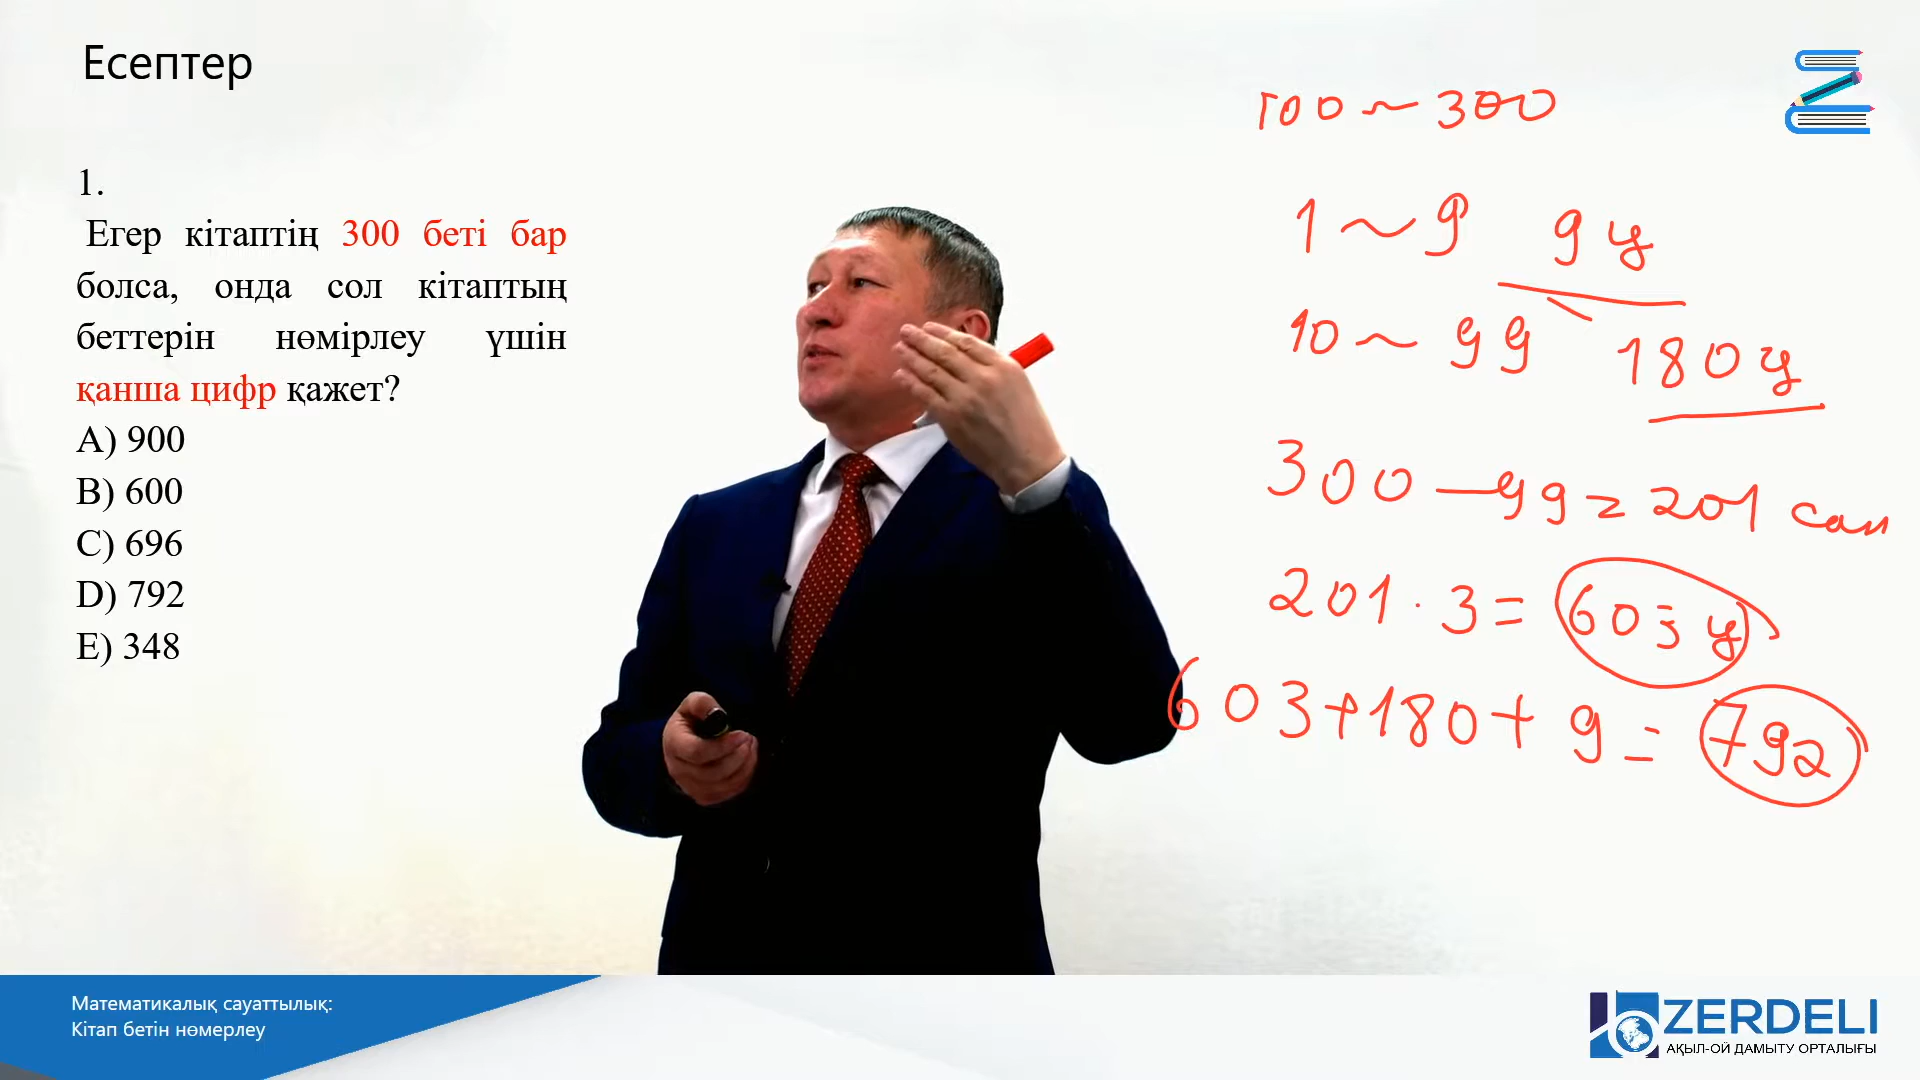 Есептер
1.
Егер кітаптің 300 беті бар
болса, онда сол кітаптың
беттерін нөмірлеу үшін
қанша цифр қажет?
A) 900
B) 600
C) 696
D) 792
E) 348
100 ~ 300
1 ~ 9 9ц
10 ~ 99 180ц
300 - 99 = 201 сан
201 · 3 = 603 ц
603 + 180 + 9 = 792
Математикалық сауаттылық:
Кітап бетін нөмерлеу
ZERDELI
АҚЫЛ-ОЙ ДАМЫТУ ОРТАЛЫҒЫ